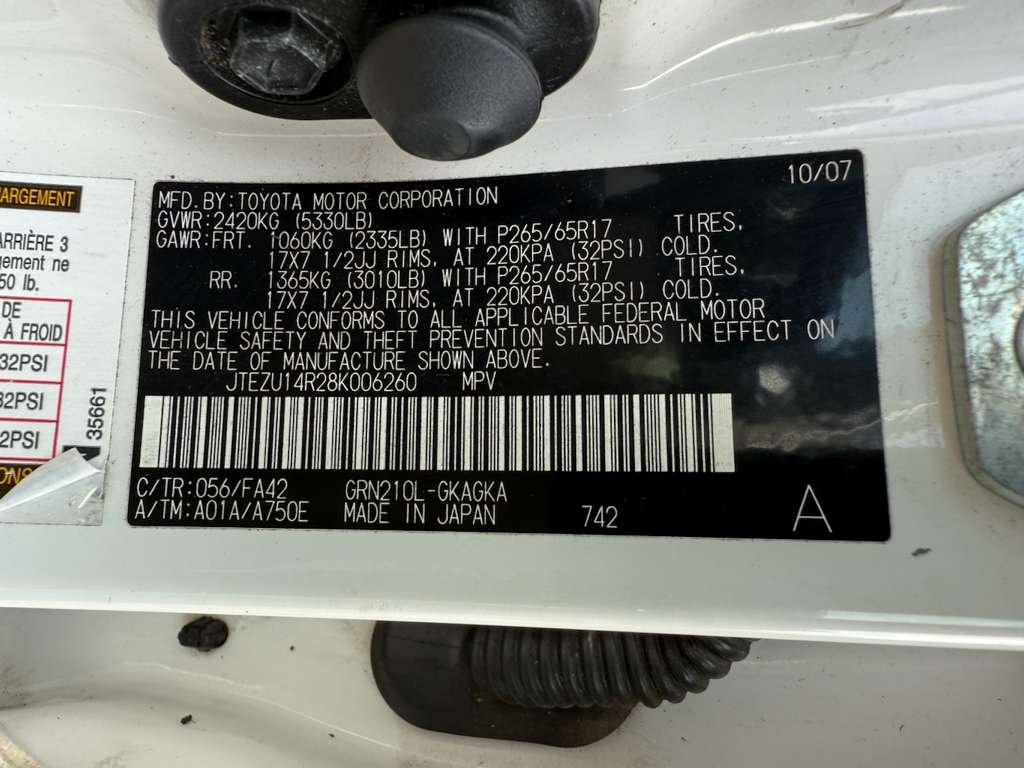 HARGEMENT
ARRIÈRE 3
gement ne
50 lb.
DE
À FROID
32PSI
32PSI
2PSI
ONS
35661
10/07
MFD.BY:TOYOTA MOTOR CORPORATION
GVWR:2420KG (5330LB)
GAWR:FRT. 1060KG (2335LB) WITH P265/65R17 TIRES,
17X7 1/2JJ RIMS, AT 220KPA (32PSI) COLD.
RR. 1365KG (3010LB) WITH P265/65R17 TIRES,
17X7 1/2JJ RIMS, AT 220KPA (32PSI) COLD.
THIS VEHICLE CONFORMS TO ALL APPLICABLE FEDERAL MOTOR
VEHICLE SAFETY AND THEFT PREVENTION STANDARDS IN EFFECT ON
THE DATE OF MANUFACTURE SHOWN ABOVE.
JTEZU14R28K006260 MPV
C/TR:056/FA42 GRN210L-GKAGKA
A/TM:A01A/A750E MADE IN JAPAN 742 A